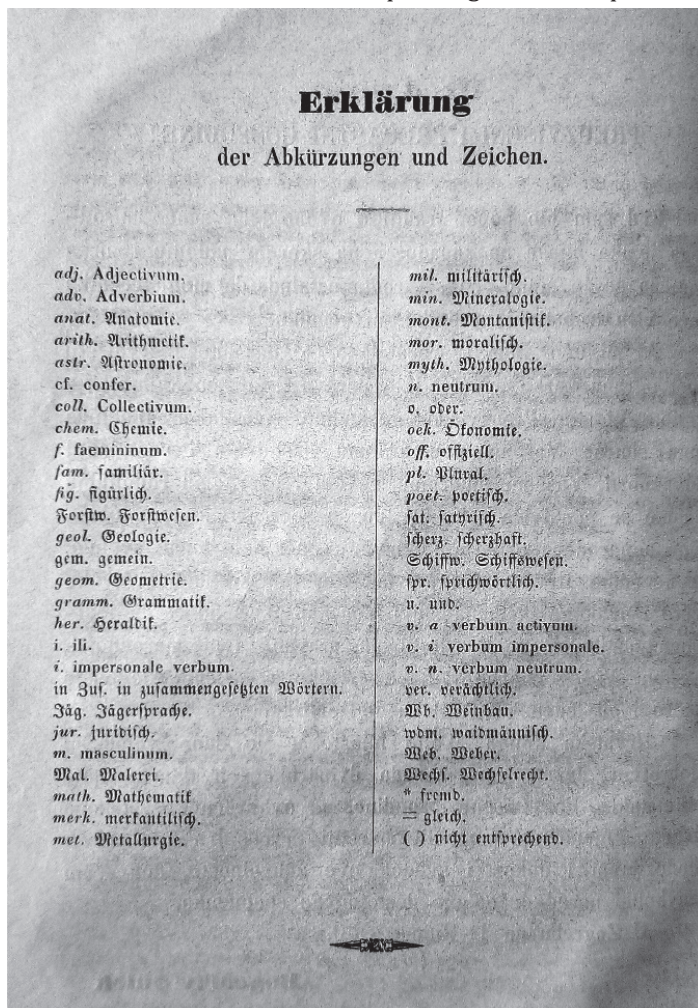 Erklärung
der Abkürzungen und Zeichen.
adj. Adjectivum.
adv. Adverbium.
anat. Anatomie.
arith. Arithmetik.
astr. Astronomie.
cf. confer.
coll. Collectivum.
chem. Chemie.
f. faemininum.
fam. familiär.
fig. figürlich.
Forstw. Forstwesen.
geol. Geologie.
gem. gemein.
geom. Geometrie.
gramm. Grammatik.
her. Heraldik.
i. ili.
i. impersonale verbum.
in Zus. in zusammengesetzten Wörtern.
Jäg. Jägersprache.
jur. juridisch.
m. masculinum.
Mal. Malerei.
math. Mathematik
merk. merkantilisch.
met. Metallurgie.
mil. militärisch.
min. Mineralogie.
mont. Montanistik.
mor. moralisch.
myth. Mythologie.
n. neutrum.
o. oder.
oek. Ökonomie.
off. offiziell.
pl. Plural.
poët. poetisch.
sat. satyrisch.
scherz. scherzhaft.
Schiffw. Schiffswesen.
spr. sprichwörtlich.
u. und.
v. a verbum activum.
v. i verbum impersonale.
v. n. verbum neutrum.
ver. verächtlich.
Wb. Weinbau.
wdm. waidmännisch.
Web. Weber.
Wechs. Wechselrecht.
* fremd.
= gleich.
( ) nicht entsprechend.